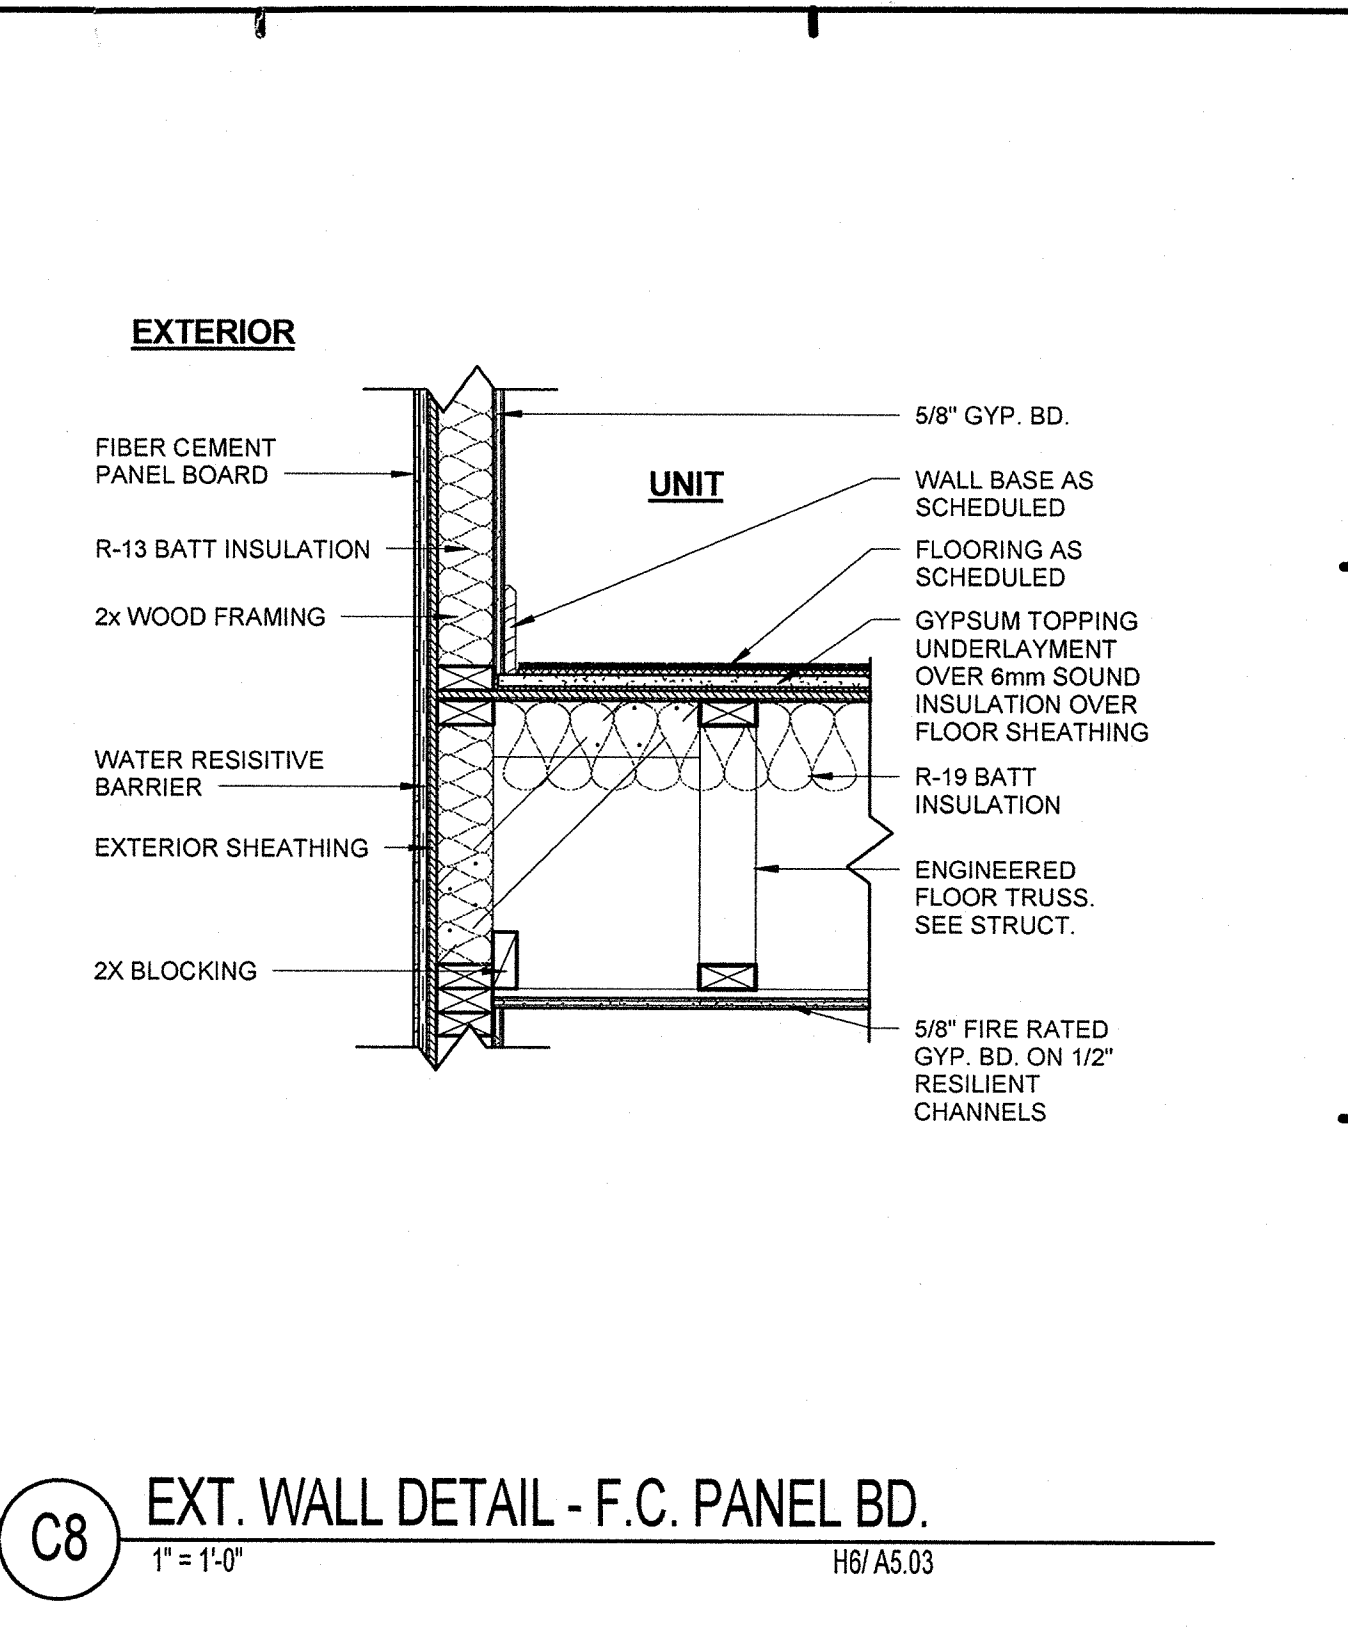 EXTERIOR
FIBER CEMENT
PANEL BOARD
R-13 BATT INSULATION
2x WOOD FRAMING
WATER RESISITIVE
BARRIER
EXTERIOR SHEATHING
2X BLOCKING
UNIT
5/8" GYP. BD.
WALL BASE AS
SCHEDULED
FLOORING AS
SCHEDULED
GYPSUM TOPPING
UNDERLAYMENT
OVER 6mm SOUND
INSULATION OVER
FLOOR SHEATHING
R-19 BATT
INSULATION
ENGINEERED
FLOOR TRUSS.
SEE STRUCT.
5/8" FIRE RATED
GYP. BD. ON 1/2"
RESILIENT
CHANNELS
C8
EXT. WALL DETAIL - F.C. PANEL BD.
1" = 1'-0"
H6/ A5.03